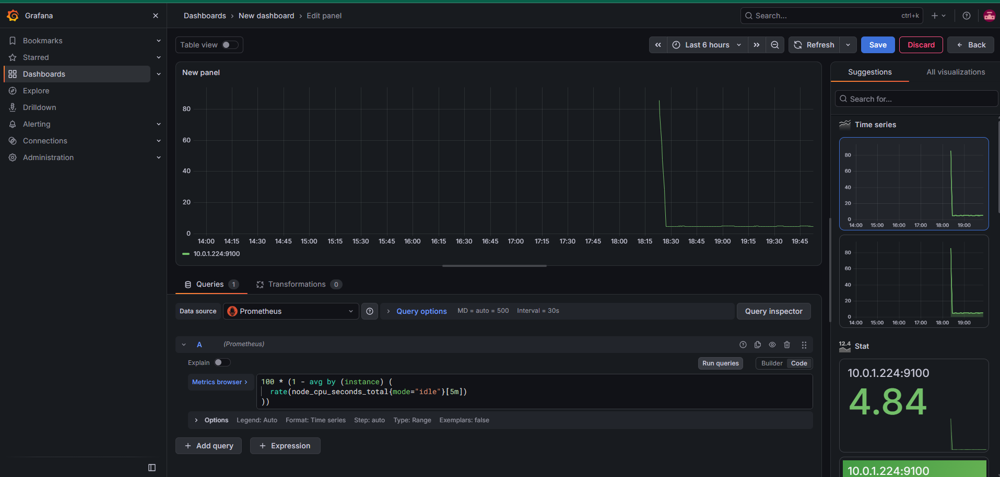 Grafana
Bookmarks
Starred
Dashboards
Explore
Drilldown
Alerting
Connections
Administration
Dashboards › New dashboard › Edit panel
Search... ctrl+k
Table view
Last 6 hours
Refresh
Save
Discard
Back
New panel
80
60
40
20
0
14:00 14:15 14:30 14:45 15:00 15:15 15:30 15:45 16:00 16:15 16:30 16:45 17:00 17:15 17:30 17:45 18:00 18:15 18:30 18:45 19:00 19:15 19:30 19:45
10.0.1.224:9100
Queries 1
Transformations 0
Data source
Prometheus
Query options MD = auto = 500 Interval = 30s
Query inspector
A (Prometheus)
Explain
Run queries
Builder Code
Metrics browser >
100 * (1 - avg by (instance) (
rate(node_cpu_seconds_total{mode="idle"}[5m])
))
Options Legend: Auto Format: Time series Step: auto Type: Range Exemplars: false
+ Add query
+ Expression
Suggestions
All visualizations
Search for...
Time series
80
60
40
20
0
14:00 15:00 16:00 17:00 18:00 19:00
80
60
40
20
0
14:00 15:00 16:00 17:00 18:00 19:00
12.4
Stat
10.0.1.224:9100
4.84
10.0.1.224:9100